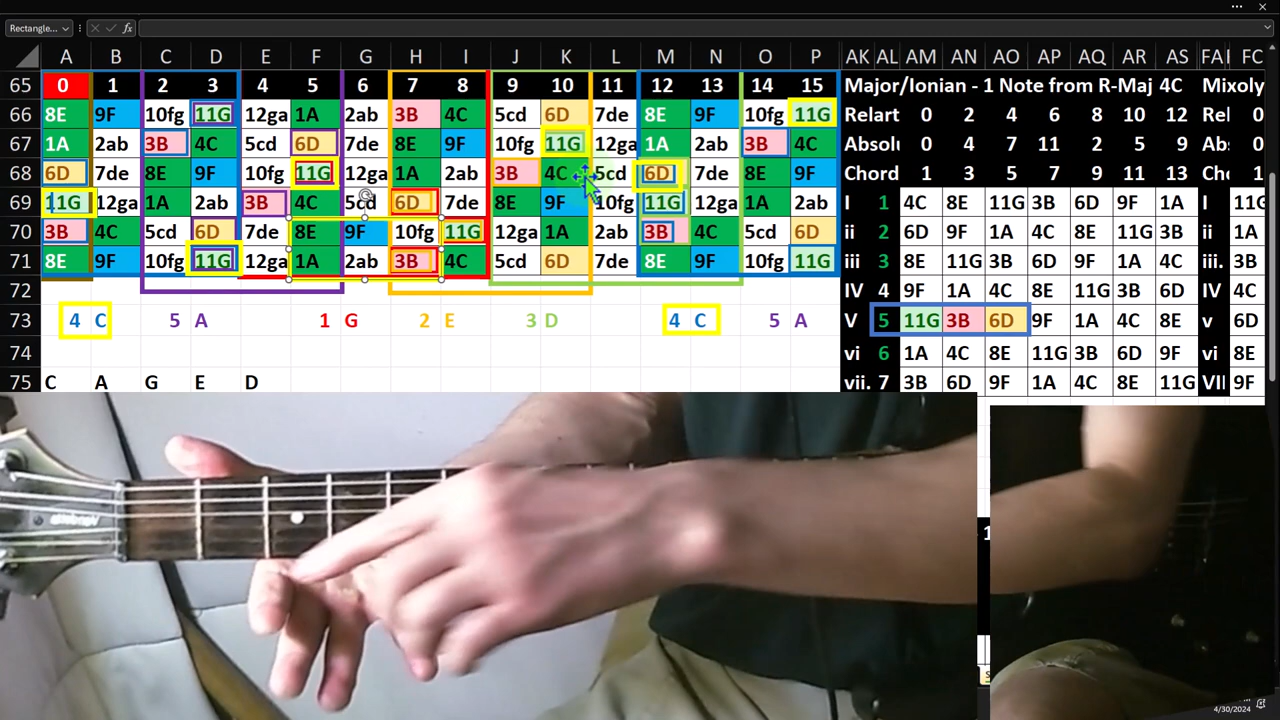 Rectangle...
fx
A B C D E F G H I J K L M N O P AK AL AM AN AO AP AQ AR AS FA FC
65 0 1 2 3 4 5 6 7 8 9 10 11 12 13 14 15 Major/Ionian - 1 Note from R-Maj 4C Mixoly
66 8E 9F 10fg 11G 12ga 1A 2ab 3B 4C 5cd 6D 7de 8E 9F 10fg 11G Relart 0 2 4 6 8 10 12 Rel 0
67 1A 2ab 3B 4C 5cd 6D 7de 8E 9F 10fg 11G 12ga 1A 2ab 3B 4C Absolu 0 4 7 11 2 5 9 Ab 0
68 6D 7de 8E 9F 10fg 11G 12ga 1A 2ab 3B 4C 5cd 6D 7de 8E 9F Chord 1 3 5 7 9 11 13 Cho 1
69 11G 12ga 1A 2ab 3B 4C 5cd 6D 7de 8E 9F 10fg 11G 12ga 1A 2ab I 1 4C 8E 11G 3B 6D 9F 1A I 11G
70 3B 4C 5cd 6D 7de 8E 9F 10fg 11G 12ga 1A 2ab 3B 4C 5cd 6D ii 2 6D 9F 1A 4C 8E 11G 3B ii 1A
71 8E 9F 10fg 11G 12ga 1A 2ab 3B 4C 5cd 6D 7de 8E 9F 10fg 11G iii 3 8E 11G 3B 6D 9F 1A 4C iii. 3B
72 IV 4 9F 1A 4C 8E 11G 3B 6D IV 4C
73 4 C 5 A 1 G 2 E 3 D 4 C 5 A V 5 11G 3B 6D 9F 1A 4C 8E v 6D
74 vi 6 1A 4C 8E 11G 3B 6D 9F vi 8E
75 C A G E D vii. 7 3B 6D 9F 1A 4C 8E 11G VII 9F
4/30/2024